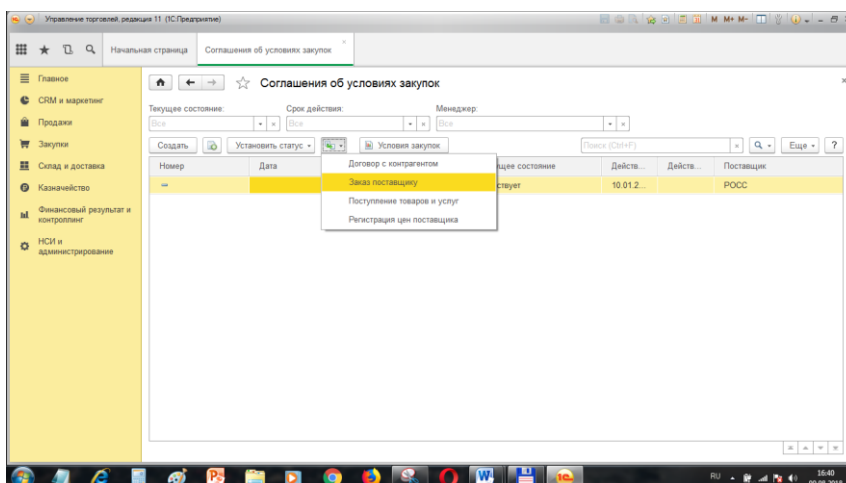 Управление торговлей, редакция 11 (1С:Предприятие)
M M+ M-
Начальная страница
Соглашения об условиях закупок
Главное
CRM и маркетинг
Продажи
Закупки
Склад и доставка
Казначейство
Финансовый результат и
контроллинг
НСИ и
администрирование
Соглашения об условиях закупок
Текущее состояние: Срок действия: Менеджер:
Все Все Все
Создать Установить статус Условия закупок Поиск (Ctrl+F) Еще ?
Номер Дата щее состояние Действ... Действ... Поставщик
ствует 10.01.2... РОСС
Договор с контрагентом
Заказ поставщику
Поступление товаров и услуг
Регистрация цен поставщика
RU 16:40